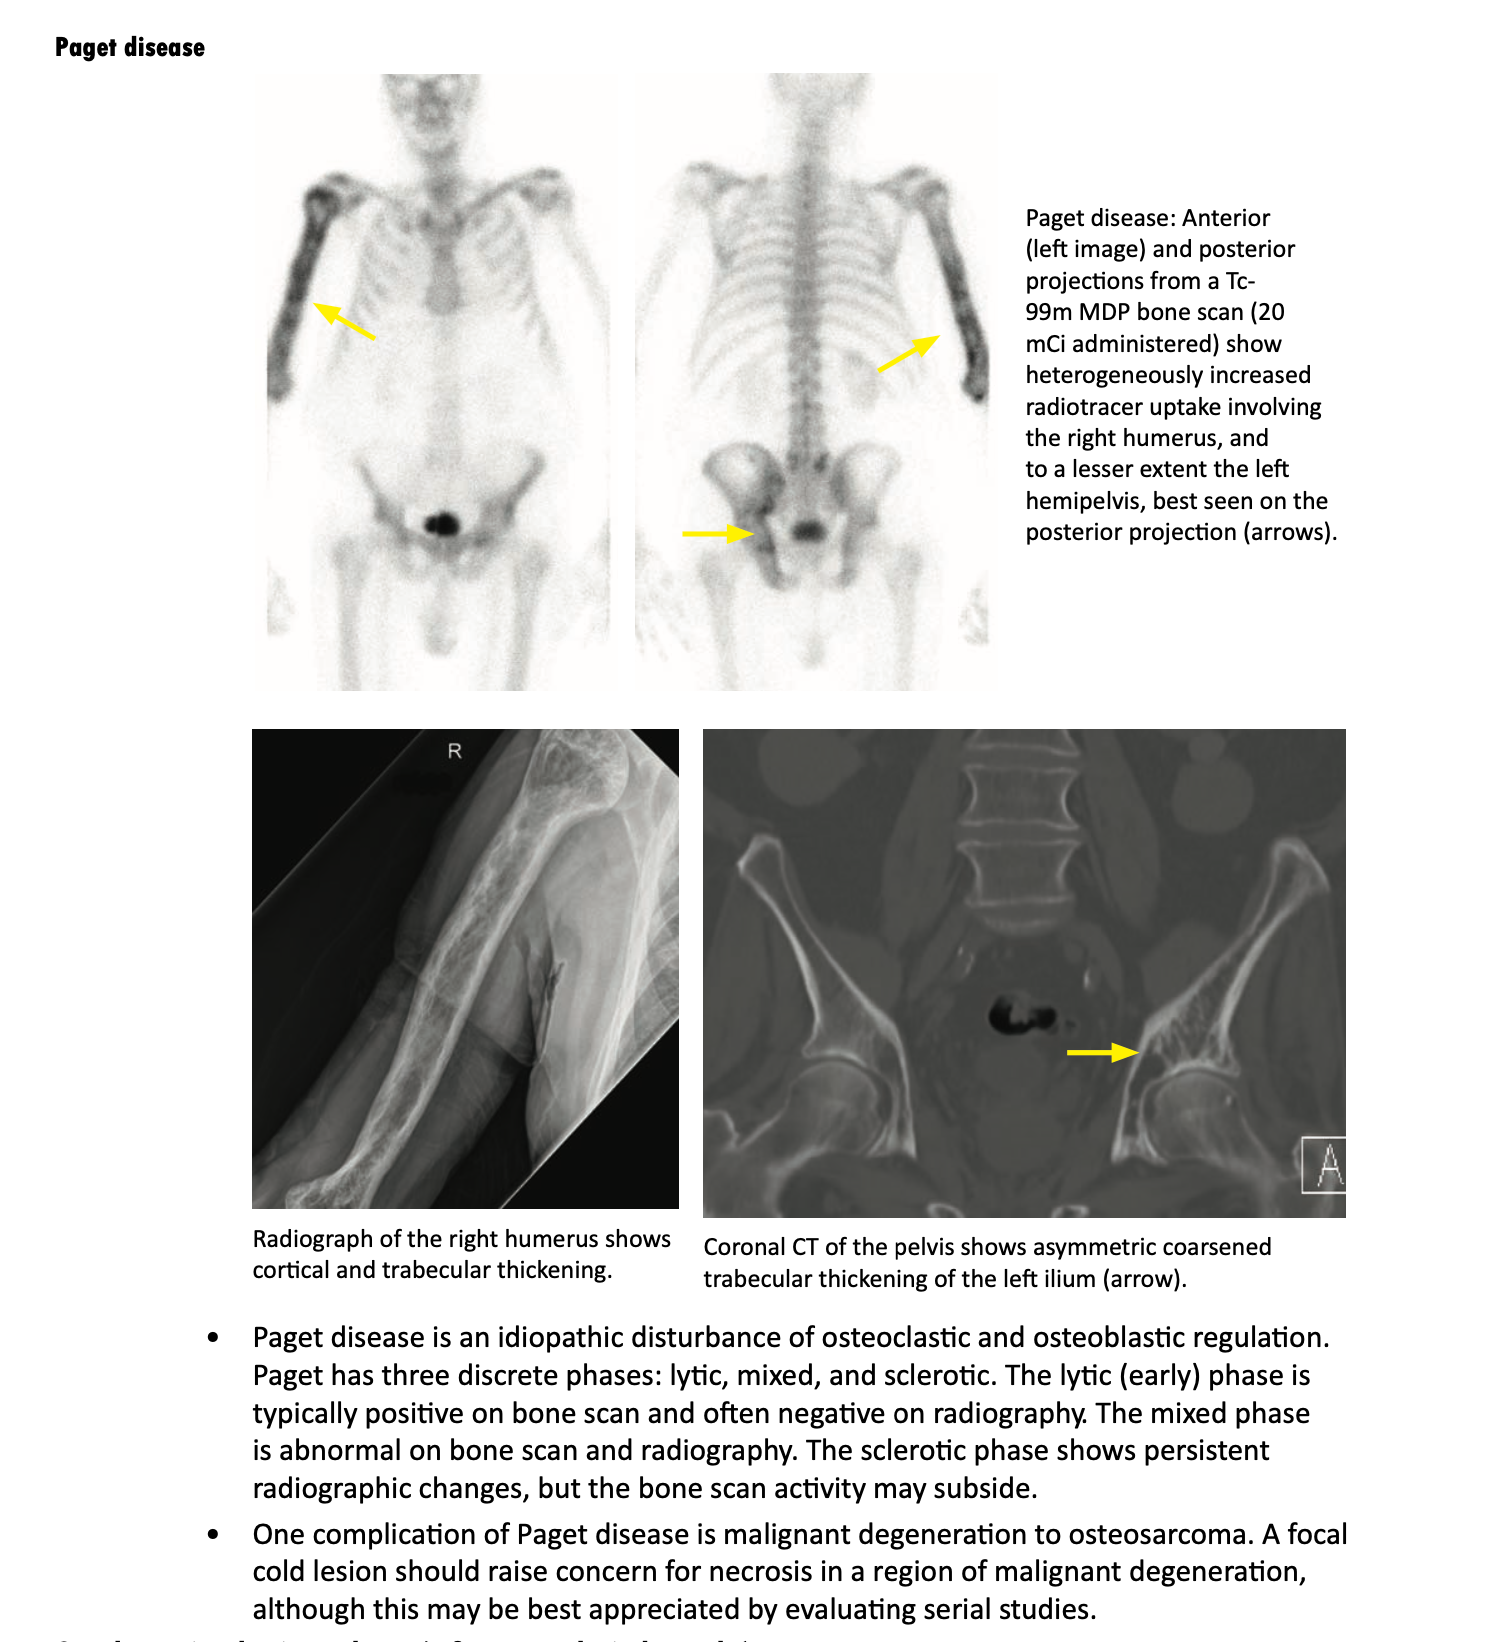 Paget disease
Paget disease: Anterior
(left image) and posterior
projections from a Tc-
99m MDP bone scan (20
mCi administered) show
heterogeneously increased
radiotracer uptake involving
the right humerus, and
to a lesser extent the left
hemipelvis, best seen on the
posterior projection (arrows).
R
A
Radiograph of the right humerus shows
cortical and trabecular thickening.
Coronal CT of the pelvis shows asymmetric coarsened
trabecular thickening of the left ilium (arrow).
• Paget disease is an idiopathic disturbance of osteoclastic and osteoblastic regulation.
Paget has three discrete phases: lytic, mixed, and sclerotic. The lytic (early) phase is
typically positive on bone scan and often negative on radiography. The mixed phase
is abnormal on bone scan and radiography. The sclerotic phase shows persistent
radiographic changes, but the bone scan activity may subside.
• One complication of Paget disease is malignant degeneration to osteosarcoma. A focal
cold lesion should raise concern for necrosis in a region of malignant degeneration,
although this may be best appreciated by evaluating serial studies.